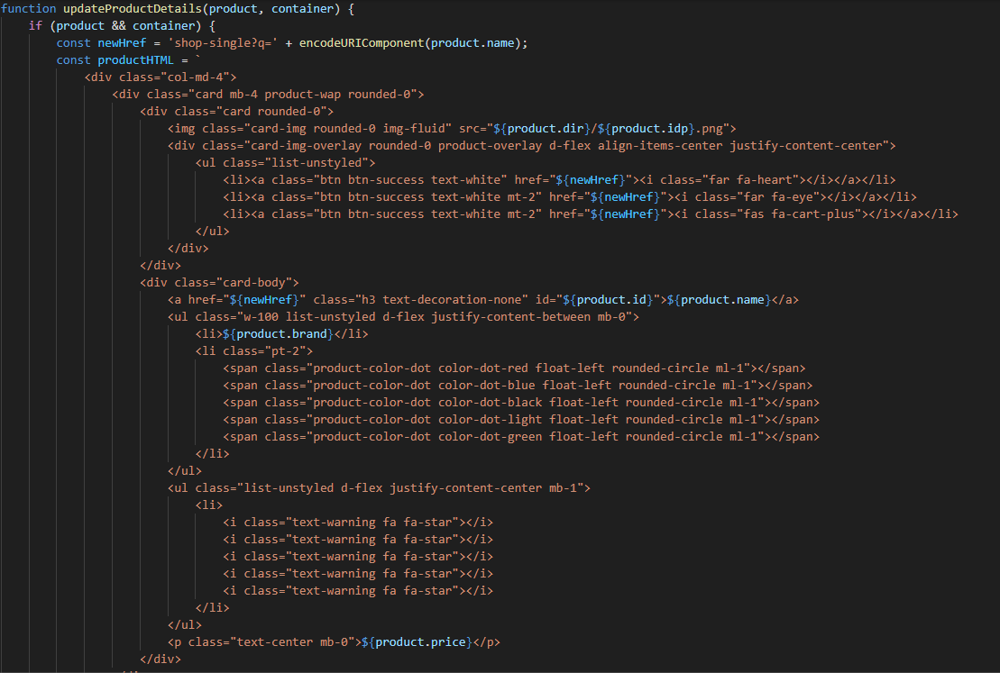 function updateProductDetails(product, container) {
if (product && container) {
const newHref = 'shop-single?q=' + encodeURIComponent(product.name);
const productHTML = `
<div class="col-md-4">
<div class="card mb-4 product-wap rounded-0">
<div class="card rounded-0">
<img class="card-img rounded-0 img-fluid" src="${product.dir}/${product.idp}.png">
<div class="card-img-overlay rounded-0 product-overlay d-flex align-items-center justify-content-center">
<ul class="list-unstyled">
<li><a class="btn btn-success text-white" href="${newHref}"><i class="far fa-heart"></i></a></li>
<li><a class="btn btn-success text-white mt-2" href="${newHref}"><i class="far fa-eye"></i></a></li>
<li><a class="btn btn-success text-white mt-2" href="${newHref}"><i class="fas fa-cart-plus"></i></a></li>
</ul>
</div>
</div>
<div class="card-body">
<a href="${newHref}" class="h3 text-decoration-none" id="${product.id}">${product.name}</a>
<ul class="w-100 list-unstyled d-flex justify-content-between mb-0">
<li>${product.brand}</li>
<li class="pt-2">
<span class="product-color-dot color-dot-red float-left rounded-circle ml-1"></span>
<span class="product-color-dot color-dot-blue float-left rounded-circle ml-1"></span>
<span class="product-color-dot color-dot-black float-left rounded-circle ml-1"></span>
<span class="product-color-dot color-dot-light float-left rounded-circle ml-1"></span>
<span class="product-color-dot color-dot-green float-left rounded-circle ml-1"></span>
</li>
</ul>
<ul class="list-unstyled d-flex justify-content-center mb-1">
<li>
<i class="text-warning fa fa-star"></i>
<i class="text-warning fa fa-star"></i>
<i class="text-warning fa fa-star"></i>
<i class="text-warning fa fa-star"></i>
<i class="text-warning fa fa-star"></i>
</li>
</ul>
<p class="text-center mb-0">${product.price}</p>
</div>